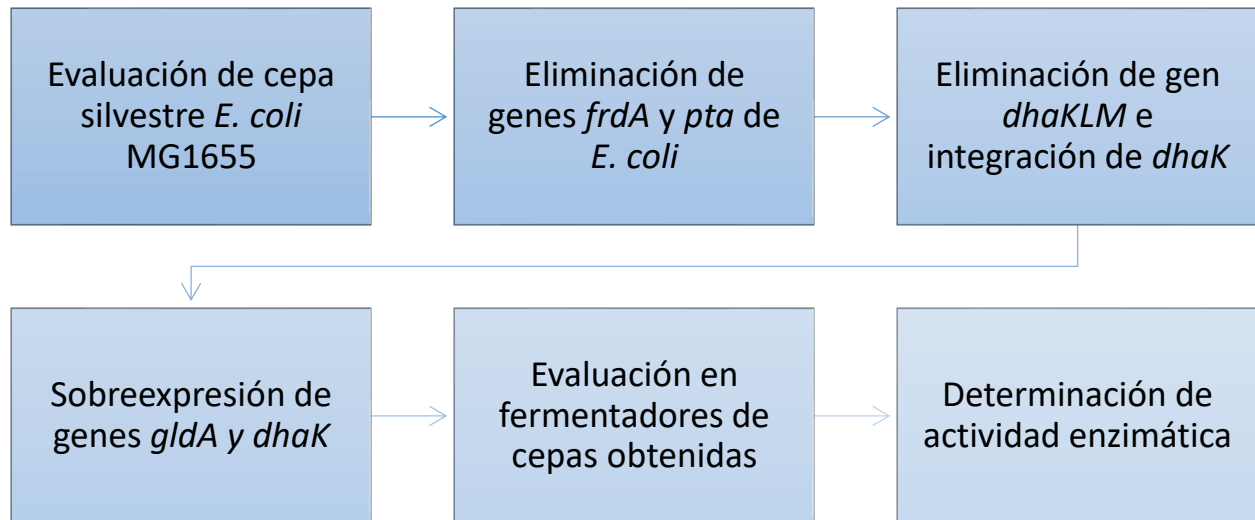 Evaluación de cepa
silvestre E. coli
MG1655
Eliminación de
genes frdA y pta de
E. coli
Eliminación de gen
dhaKLM e
integración de dhaK
Sobreexpresión de
genes gldA y dhaK
Evaluación en
fermentadores de
cepas obtenidas
Determinación de
actividad enzimática